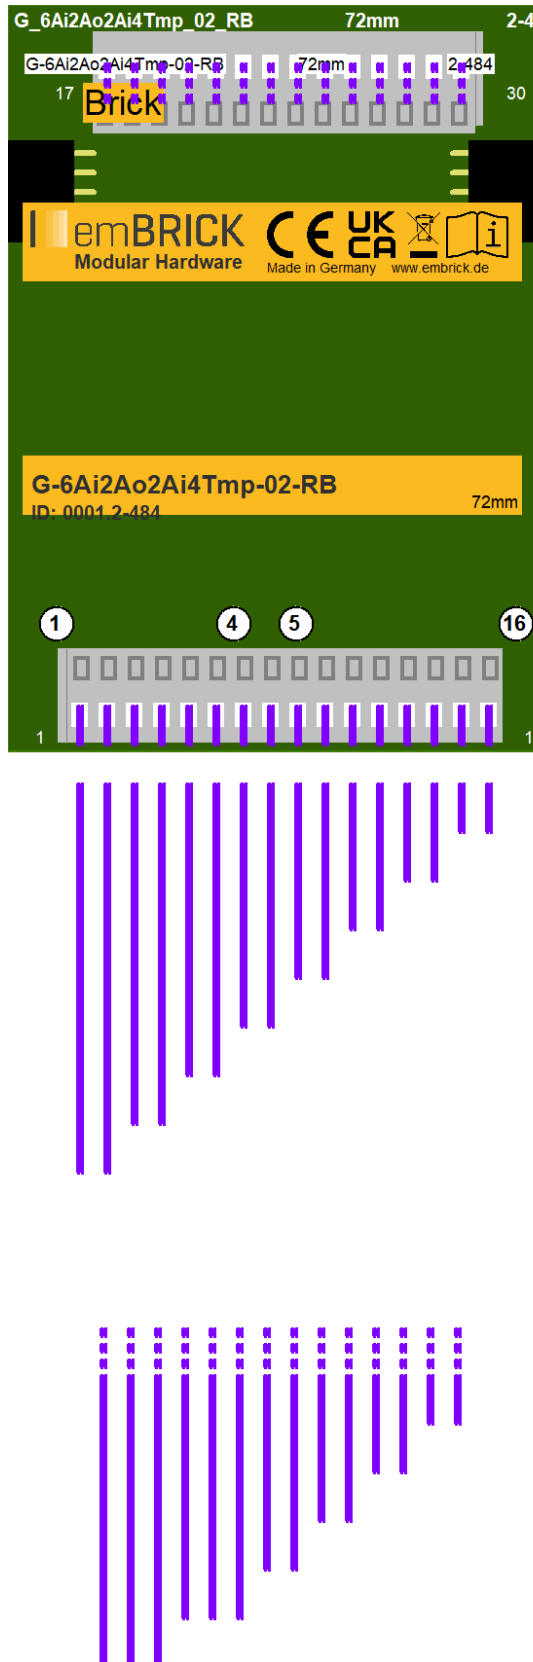 G_6Ai2Ao2Ai4Tmp_02_RB 72mm 2-4
G-6Ai2Ao2Ai4Tmp-02-RB 72mm 2-484
17 Brick 30
emBRICK CE UK CA i
Modular Hardware Made in Germany www.embrick.de
G-6Ai2Ao2Ai4Tmp-02-RB
72mm
ID: 0001.2-484
1 4 5 16
1 1